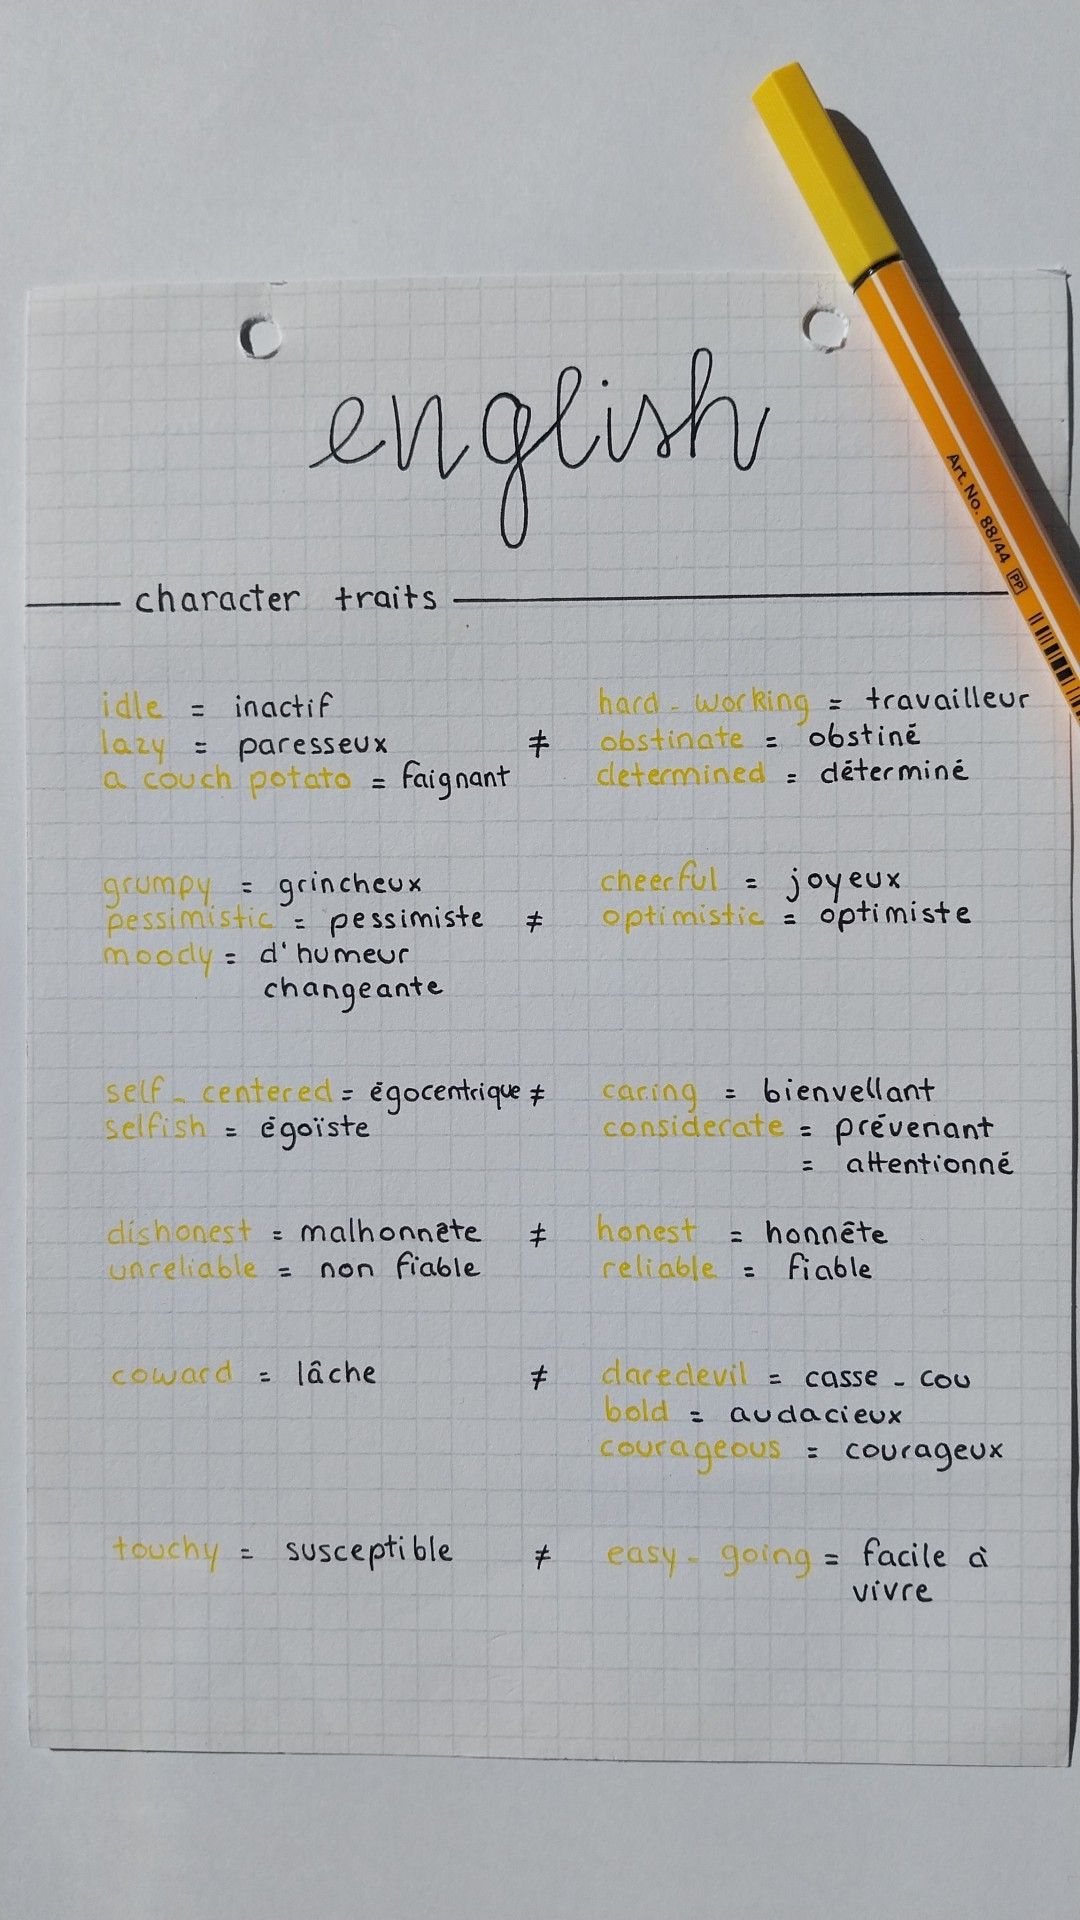 english
character traits
idle = inactif
lazy = paresseux ≠
a couch potato = faignant
hard-working = travailleur
obstinate = obstiné
determined = déterminé
grumpy = grincheux
pessimistic = pessimiste ≠
moody = d'humeur
changeante
cheerful = joyeux
optimistic = optimiste
self-centered = égocentrique ≠
selfish = égoïste
caring = bienvellant
considerate = prévenant
= attentionné
dishonest = malhonnête ≠
unreliable = non fiable
honest = honnête
reliable = fiable
coward = lâche ≠
daredevil = casse-cou
bold = audacieux
courageous = courageux
touchy = susceptible ≠
easy-going = facile à
vivre
Art. No. 88/44 PP